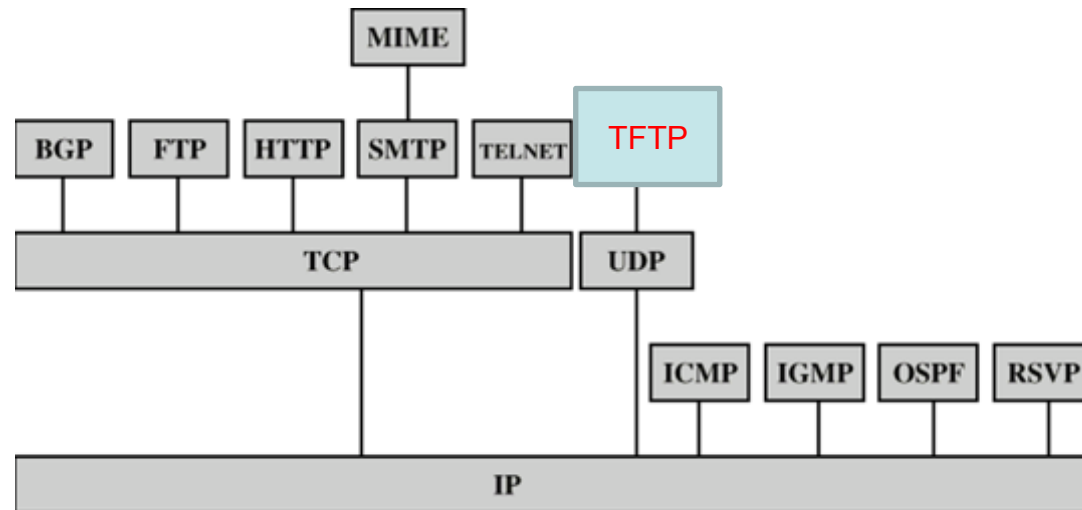 MIME
BGP FTP HTTP SMTP TELNET TFTP
TCP UDP
ICMP IGMP OSPF RSVP
IP